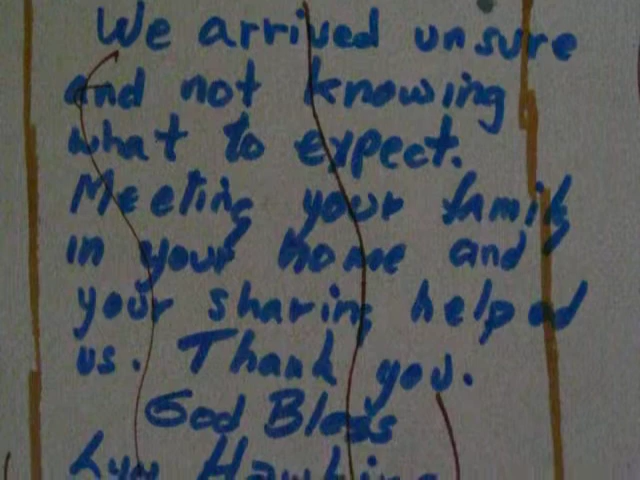 We arrived unsure
and not knowing
what to expect.
Meeting your family
in your home and
your sharing helped
us. Thank you.
God Bless